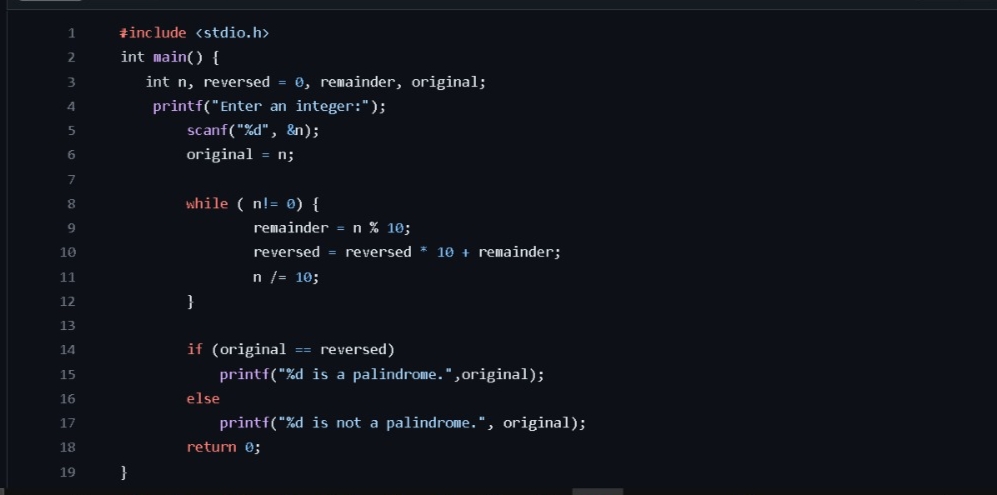 1 #include <stdio.h>
2 int main() {
3 int n, reversed = 0, remainder, original;
4 printf("Enter an integer:");
5 scanf("%d", &n);
6 original = n;
7
8 while ( n!= 0) {
9 remainder = n % 10;
10 reversed = reversed * 10 + remainder;
11 n /= 10;
12 }
13
14 if (original == reversed)
15 printf("%d is a palindrome.",original);
16 else
17 printf("%d is not a palindrome.", original);
18 return 0;
19 }